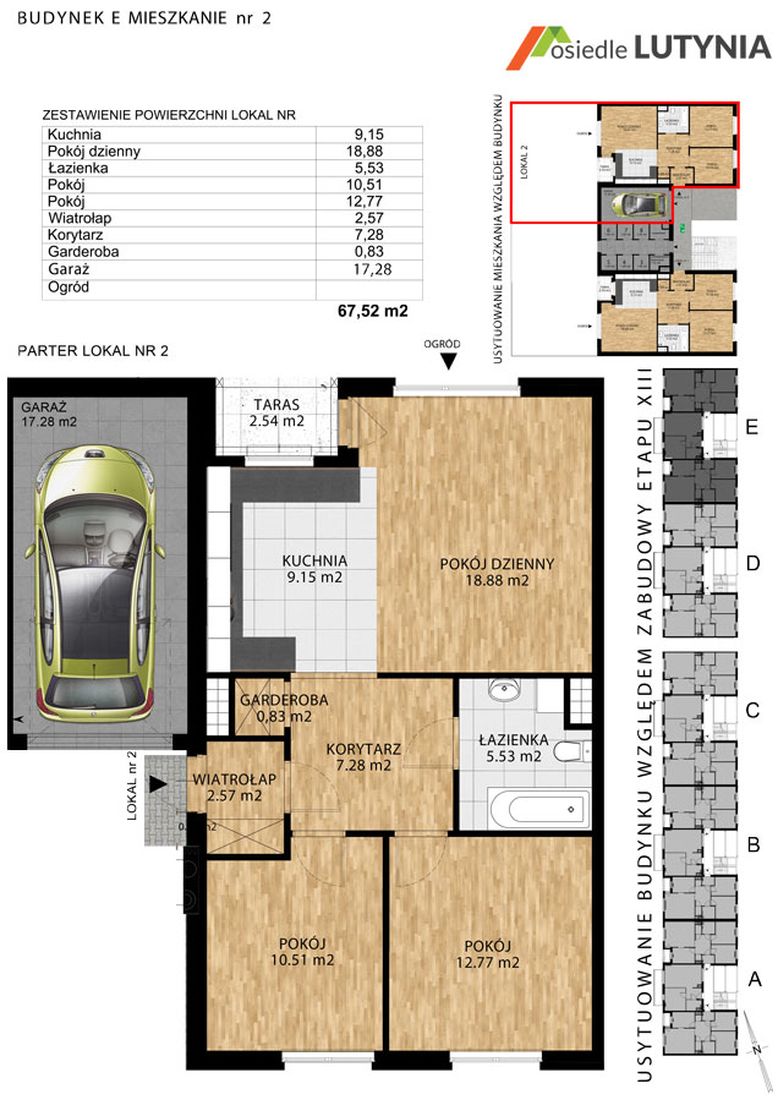 BUDYNEK E MIESZKANIE nr 2
osiedle LUTYNIA
ZESTAWIENIE POWIERZCHNI LOKAL NR
Kuchnia 9,15
Pokój dzienny 18,88
Łazienka 5,53
Pokój 10,51
Pokój 12,77
Wiatrołap 2,57
Korytarz 7,28
Garderoba 0,83
Garaż 17,28
Ogród
67,52 m2
USYTUOWANIE MIESZKANIA WZGLĘDEM BUDYNKU
LOKAL 2
PARTER LOKAL NR 2
OGRÓD
GARAŻ
17.28 m2
TARAS
2.54 m2
KUCHNIA
9.15 m2
POKÓJ DZIENNY
18.88 m2
GARDEROBA
0,83 m2
KORYTARZ
7.28 m2
ŁAZIENKA
5.53 m2
WIATROŁAP
2.57 m2
LOKAL nr 2
POKÓJ
10.51 m2
POKÓJ
12.77 m2
USYTUOWANIE BUDYNKU WZGLĘDEM ZABUDOWY ETAPU XIII
E
D
C
B
A
N